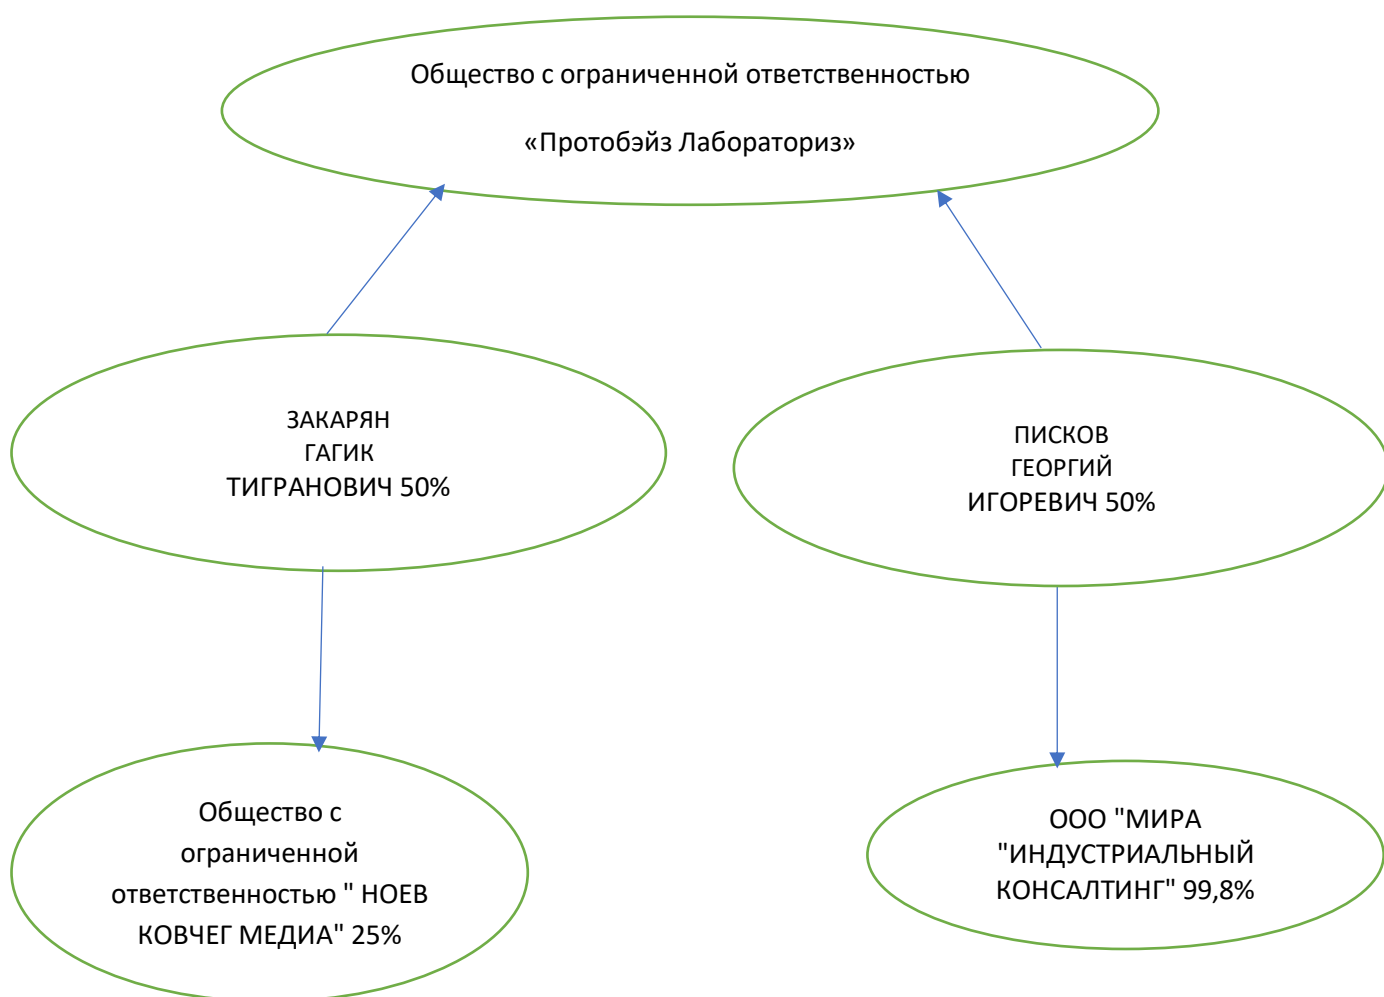 Общество с ограниченной ответственностью
«Протобэйз Лабораториз»
ЗАКАРЯН
ГАГИК
ТИГРАНОВИЧ 50%
ПИСКОВ
ГЕОРГИЙ
ИГОРЕВИЧ 50%
Общество с
ограниченной
ответственностью " НОЕВ
КОВЧЕГ МЕДИА" 25%
ООО "МИРА
"ИНДУСТРИАЛЬНЫЙ
КОНСАЛТИНГ" 99,8%